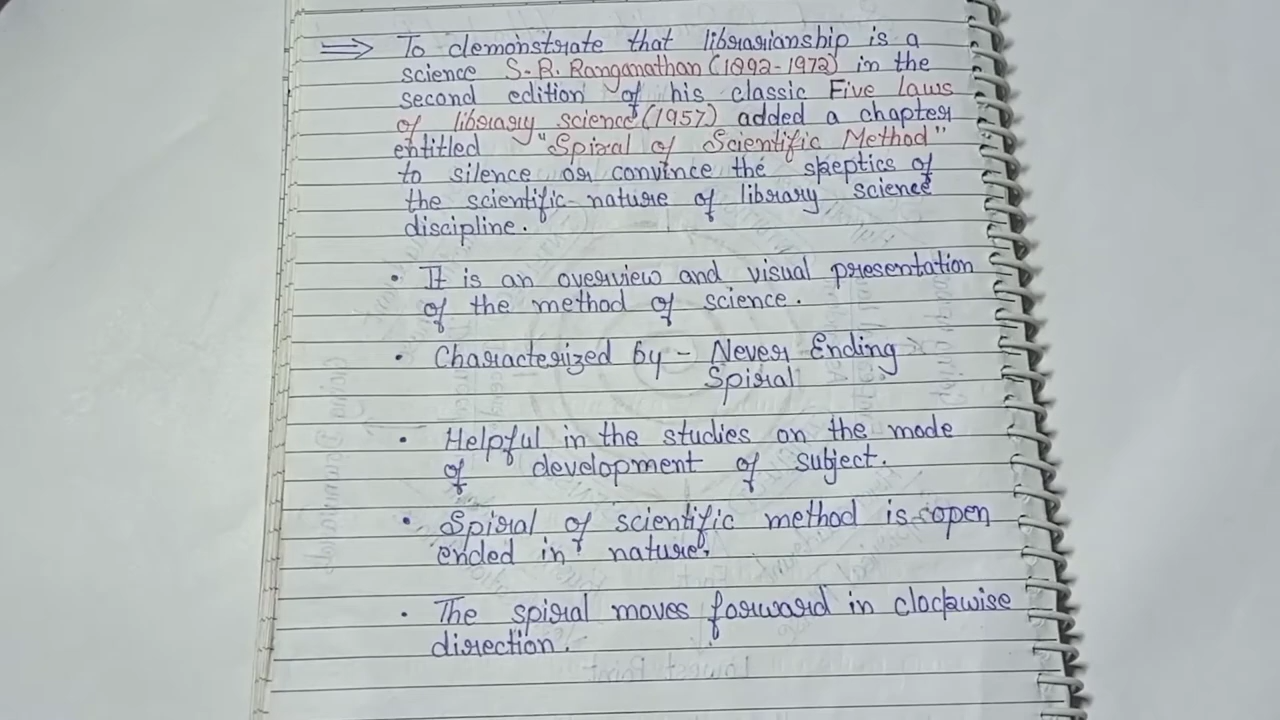 ⇒ To demonstrate that librarianship is a
science S. R. Ranganathan (1892-1972) in the
second edition of his classic Five laws
of library science (1957) added a chapter
entitled "Spiral of Scientific Method"
to silence or convince the skeptics of
the scientific nature of library science
discipline.
• It is an overview and visual presentation
of the method of science.
• Characterized by - Never Ending
Spiral
• Helpful in the studies on the mode
of development of subject.
• Spiral of scientific method is open
ended in nature.
• The spiral moves forward in clockwise
direction.